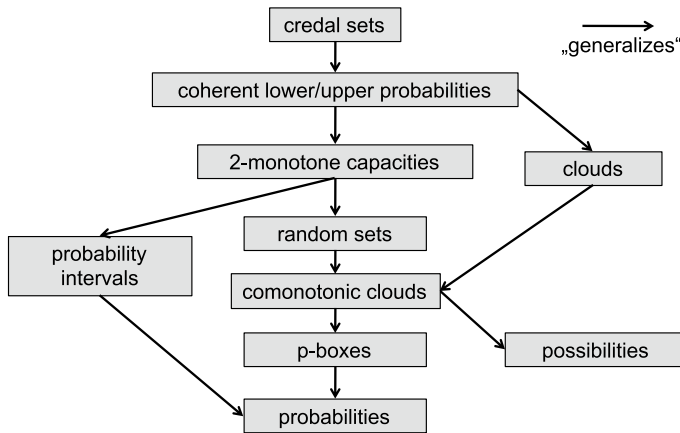 credal sets
„generalizes“
coherent lower/upper probabilities
2-monotone capacities
clouds
random sets
probability
intervals
comonotonic clouds
p-boxes
possibilities
probabilities